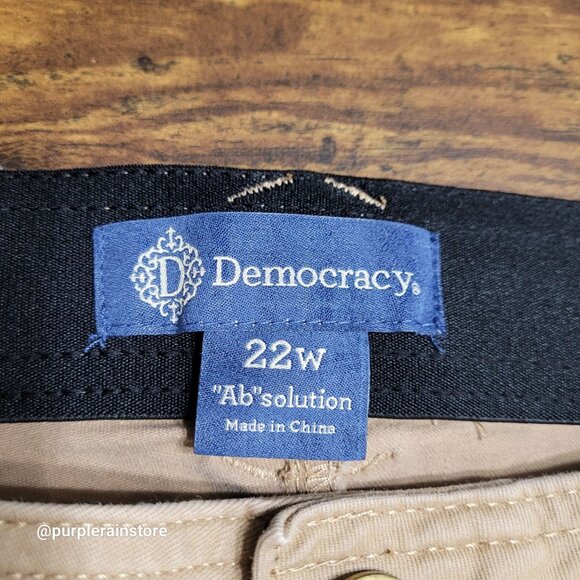 D Democracy®
22W
"Ab"solution
Made in China
@purplerainstore